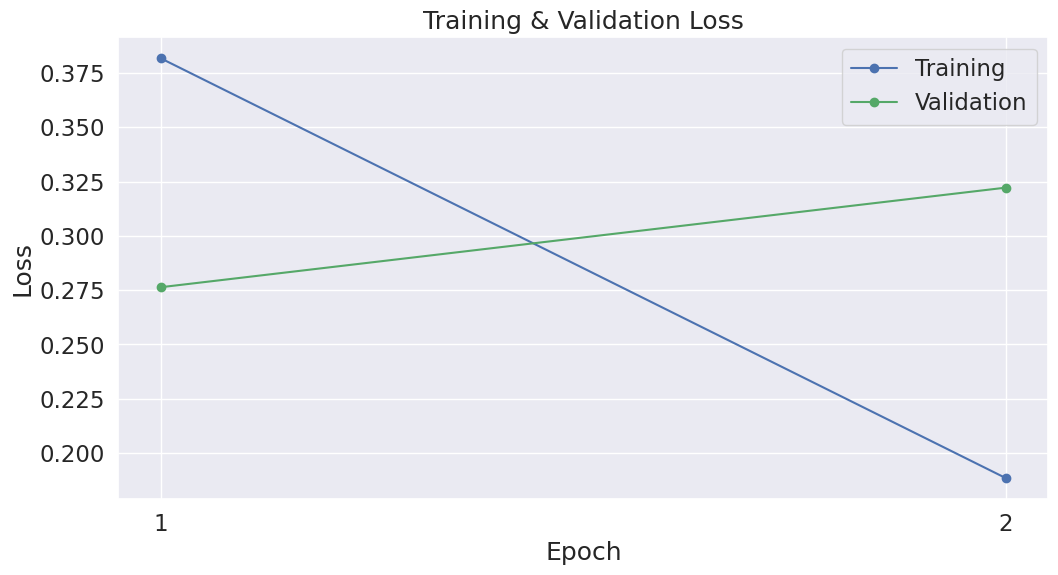 Training & Validation Loss
Training
Validation
0.375
0.350
0.325
0.300
0.275
0.250
0.225
0.200
Loss
1
2
Epoch